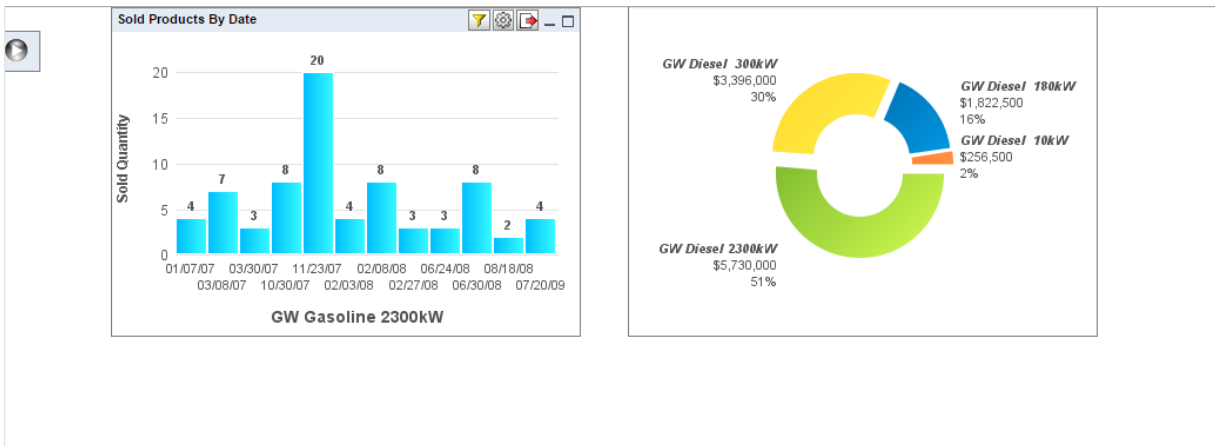 Sold Products By Date
20
15
10
5
0
Sold Quantity
4
7
3
8
20
4
8
3
3
8
2
4
01/07/07 03/30/07 11/23/07 02/08/08 06/24/08 08/18/08
03/08/07 10/30/07 02/03/08 02/27/08 06/30/08 07/20/09
GW Gasoline 2300kW
GW Diesel 300kW
$3,396,000
30%
GW Diesel 180kW
$1,822,500
16%
GW Diesel 10kW
$256,500
2%
GW Diesel 2300kW
$5,730,000
51%